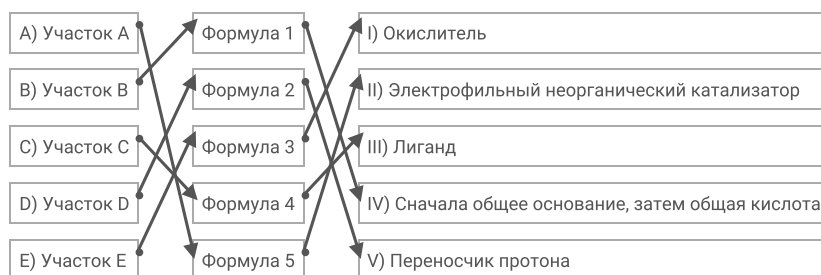 A) Участок A Формула 1 I) Окислитель
B) Участок B Формула 2 II) Электрофильный неорганический катализатор
C) Участок C Формула 3 III) Лиганд
D) Участок D Формула 4 IV) Сначала общее основание, затем общая кислота
E) Участок E Формула 5 V) Переносчик протона